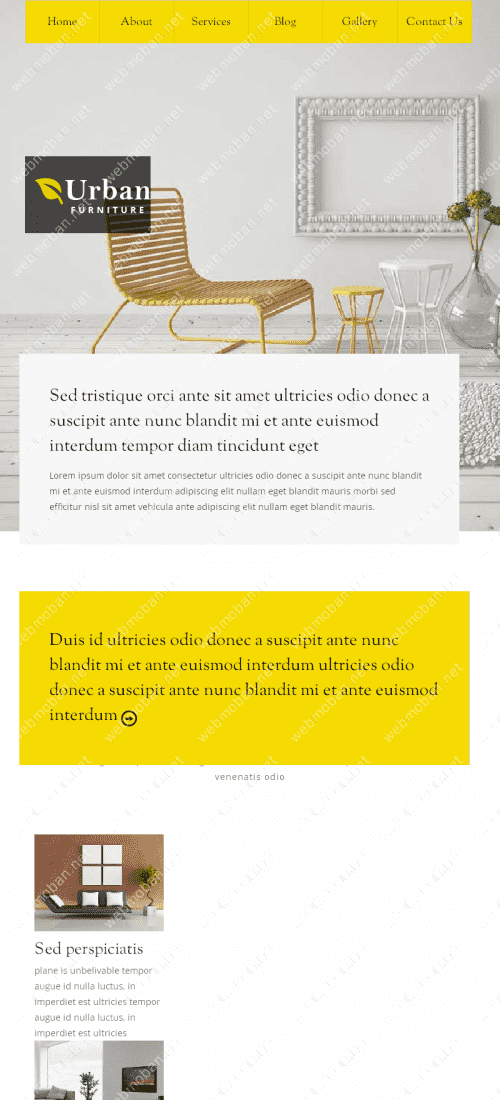 Home About Services Blog Gallery Contact Us
Urban
FURNITURE
Sed tristique orci ante sit amet ultricies odio donec a
suscipit ante nunc blandit mi et ante euismod
interdum tempor diam tincidunt eget
Lorem ipsum dolor sit amet consectetur ultricies odio donec a suscipit ante nunc blandit
mi et ante euismod interdum adipiscing elit nullam eget blandit mauris morbi sed
efficitur nisl sit amet vehicula ante adipiscing elit nullam eget blandit mauris.
Duis id ultricies odio donec a suscipit ante nunc
blandit mi et ante euismod interdum ultricies odio
donec a suscipit ante nunc blandit mi et ante euismod
interdum
venenatis odio
Sed perspiciatis
plane is unbelivable tempor
augue id nulla luctus. in
imperdiet est ultricies tempor
augue id nulla luctus. in
imperdiet est ultricies
webmoban.net